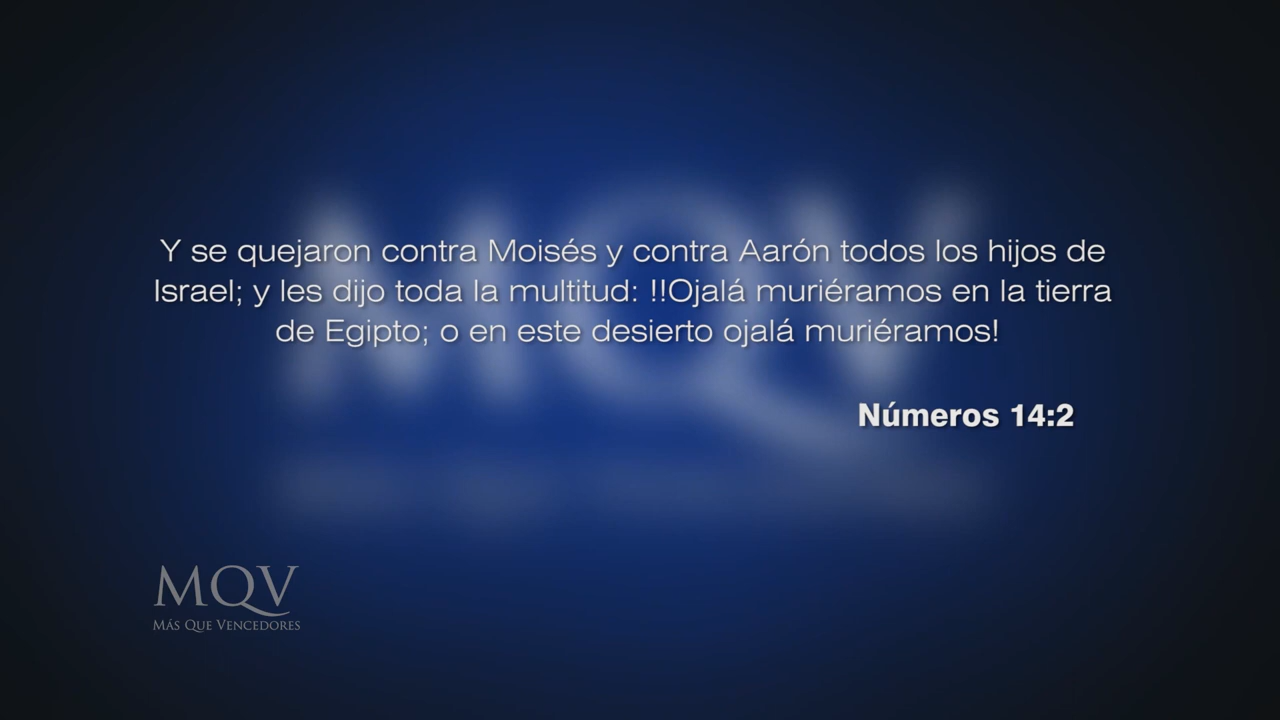 Y se quejaron contra Moisés y contra Aarón todos los hijos de
Israel; y les dijo toda la multitud: !!Ojalá muriéramos en la tierra
de Egipto; o en este desierto ojalá muriéramos!
Números 14:2
MQV
MQV
MÁS QUE VENCEDORES